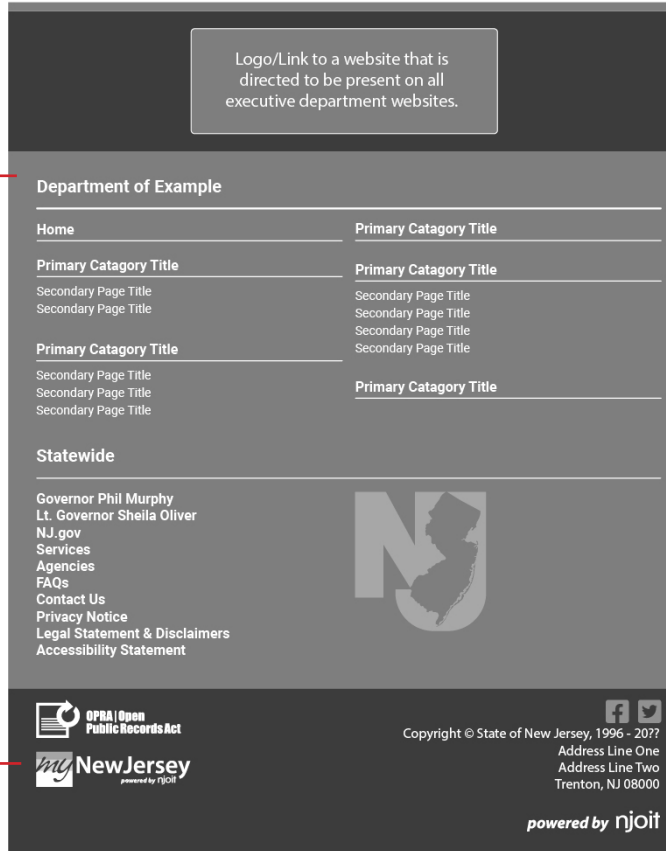 Logo/Link to a website that is
directed to be present on all
executive department websites.
Department of Example
Home
Primary Catagory Title
Secondary Page Title
Secondary Page Title
Primary Catagory Title
Secondary Page Title
Secondary Page Title
Secondary Page Title
Primary Catagory Title
Primary Catagory Title
Secondary Page Title
Secondary Page Title
Secondary Page Title
Secondary Page Title
Primary Catagory Title
Statewide
Governor Phil Murphy
Lt. Governor Sheila Oliver
NJ.gov
Services
Agencies
FAQs
Contact Us
Privacy Notice
Legal Statement & Disclaimers
Accessibility Statement
NJ
OPRA | Open
Public Records Act
my NewJersey
powered by njoit
Copyright © State of New Jersey, 1996 - 20??
Address Line One
Address Line Two
Trenton, NJ 08000
powered by njoit